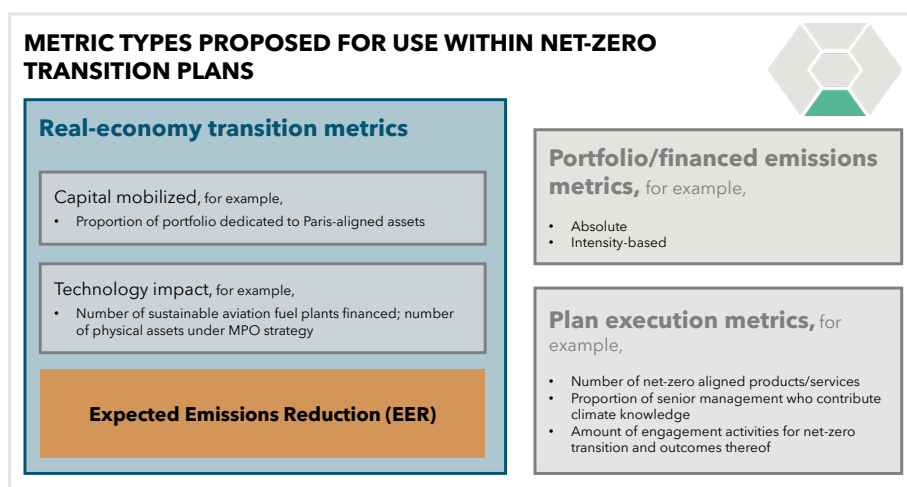 METRIC TYPES PROPOSED FOR USE WITHIN NET-ZERO
TRANSITION PLANS
Real-economy transition metrics
Capital mobilized, for example,
• Proportion of portfolio dedicated to Paris-aligned assets
Technology impact, for example,
• Number of sustainable aviation fuel plants financed; number
of physical assets under MPO strategy
Expected Emissions Reduction (EER)
Portfolio/financed emissions
metrics, for example,
• Absolute
• Intensity-based
Plan execution metrics, for
example,
• Number of net-zero aligned products/services
• Proportion of senior management who contribute
climate knowledge
• Amount of engagement activities for net-zero
transition and outcomes thereof